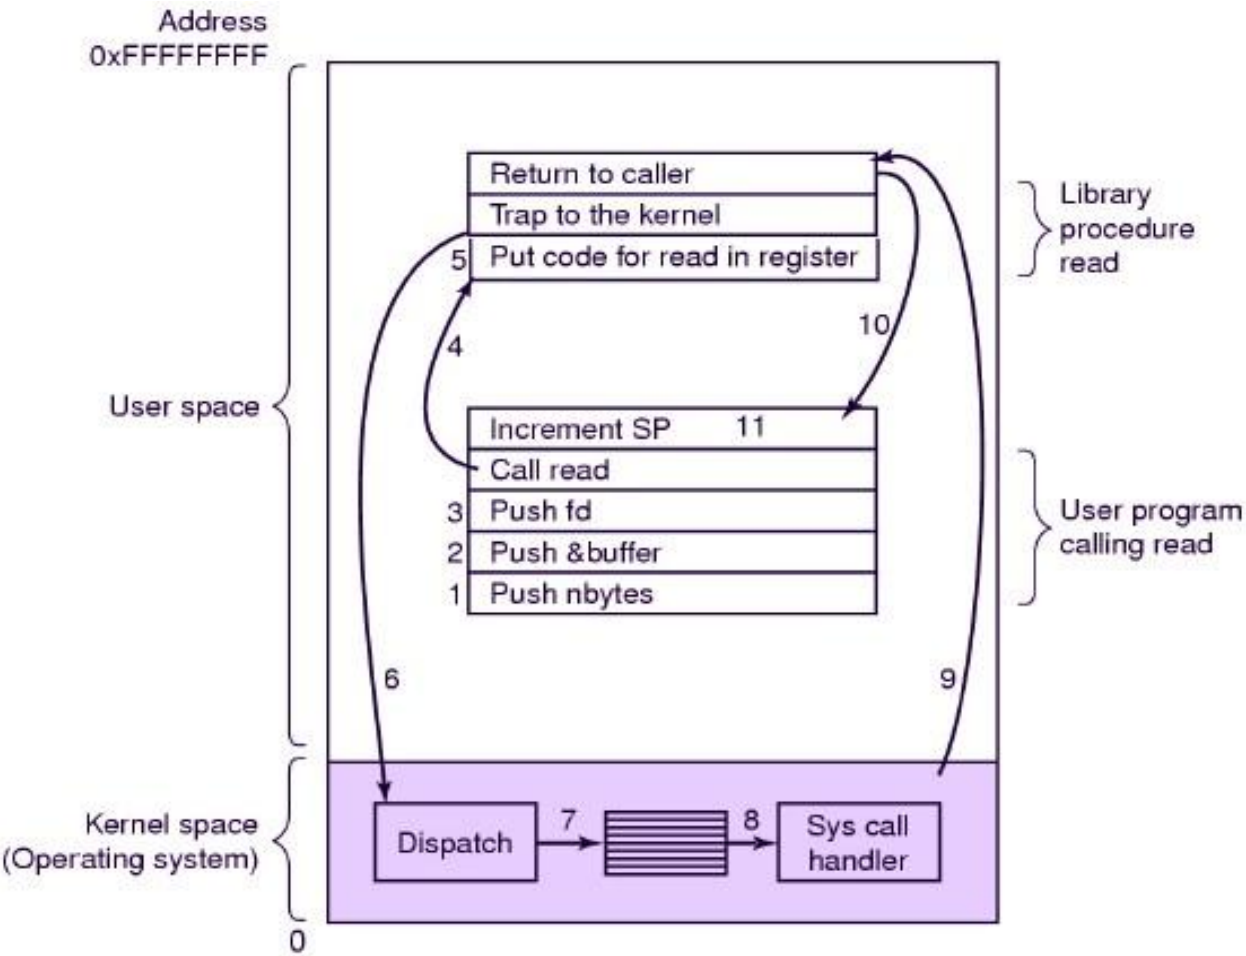 Address
0xFFFFFFFF
Return to caller
Trap to the kernel
5 Put code for read in register
Library
procedure
read
4
10
User space
Increment SP 11
Call read
3 Push fd
2 Push &buffer
1 Push nbytes
User program
calling read
6
9
Kernel space
(Operating system)
Dispatch
7
8
Sys call
handler
0